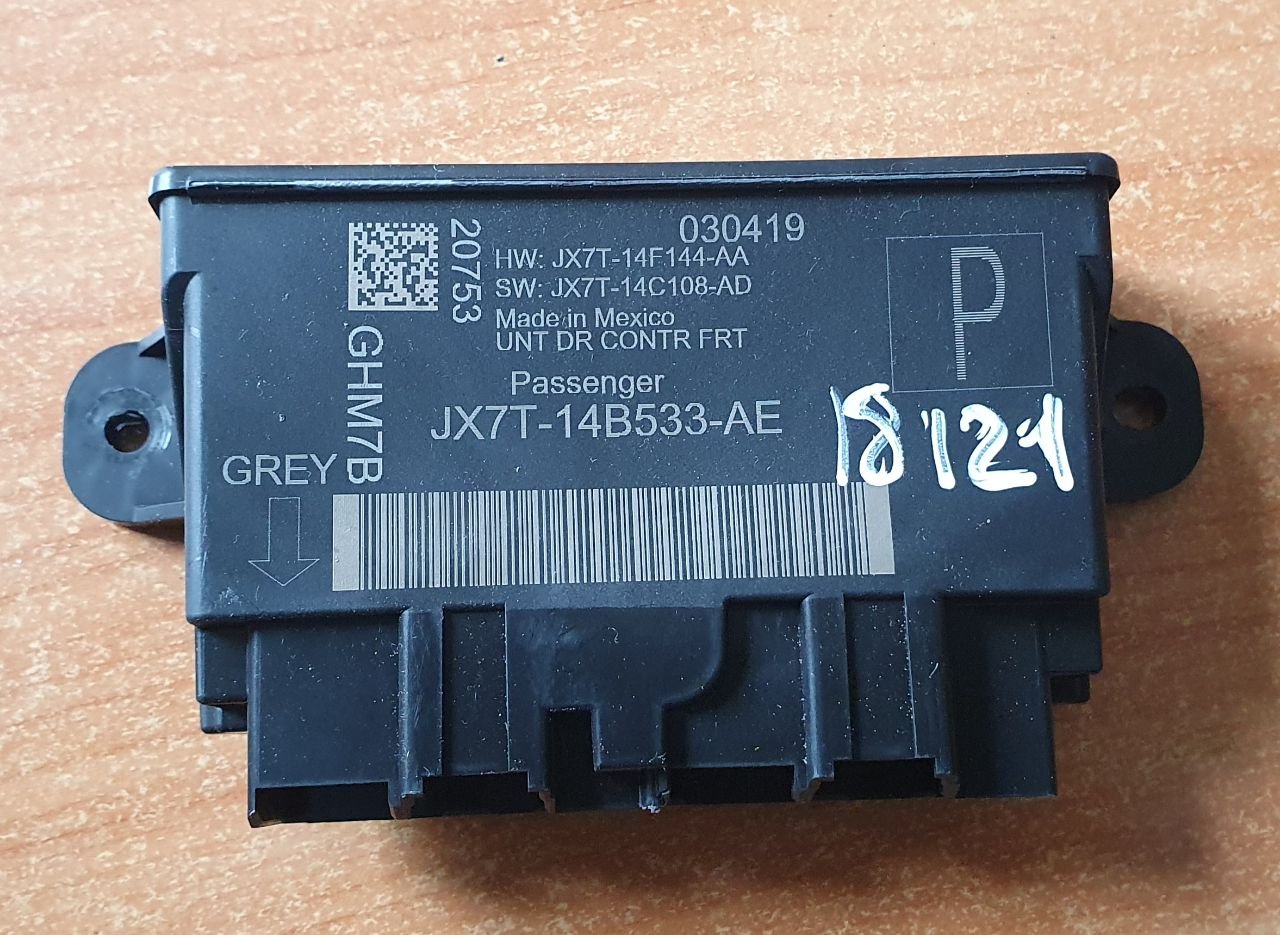 030419
20753
HW: JX7T-14F144-AA
SW: JX7T-14C108-AD
Made in Mexico
UNT DR CONTR FRT
P
GHM7B
Passenger
JX7T-14B533-AE
18121
GREY